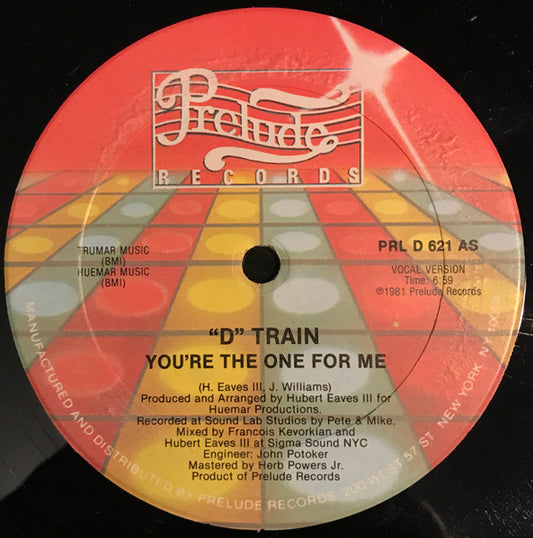 Prelude
RECORDS
TRUMAR MUSIC
(BMI)
HUEMAR MUSIC
(BMI)
PRL D 621 AS
VOCAL VERSION
Time: 6:59
℗1981 Prelude Records
"D" TRAIN
YOU'RE THE ONE FOR ME
(H. Eaves III, J. Williams)
Produced and Arranged by Hubert Eaves III for
Huemar Productions.
Recorded at Sound Lab Studios by Pete & Mike.
Mixed by Francois Kevorkian and
Hubert Eaves III at Sigma Sound NYC
Engineer: John Potoker
Mastered by Herb Powers Jr.
Product of Prelude Records
MANUFACTURED AND DISTRIBUTED BY PRELUDE RECORDS, 200 WEST 57 ST. NEW YORK, NY 10019